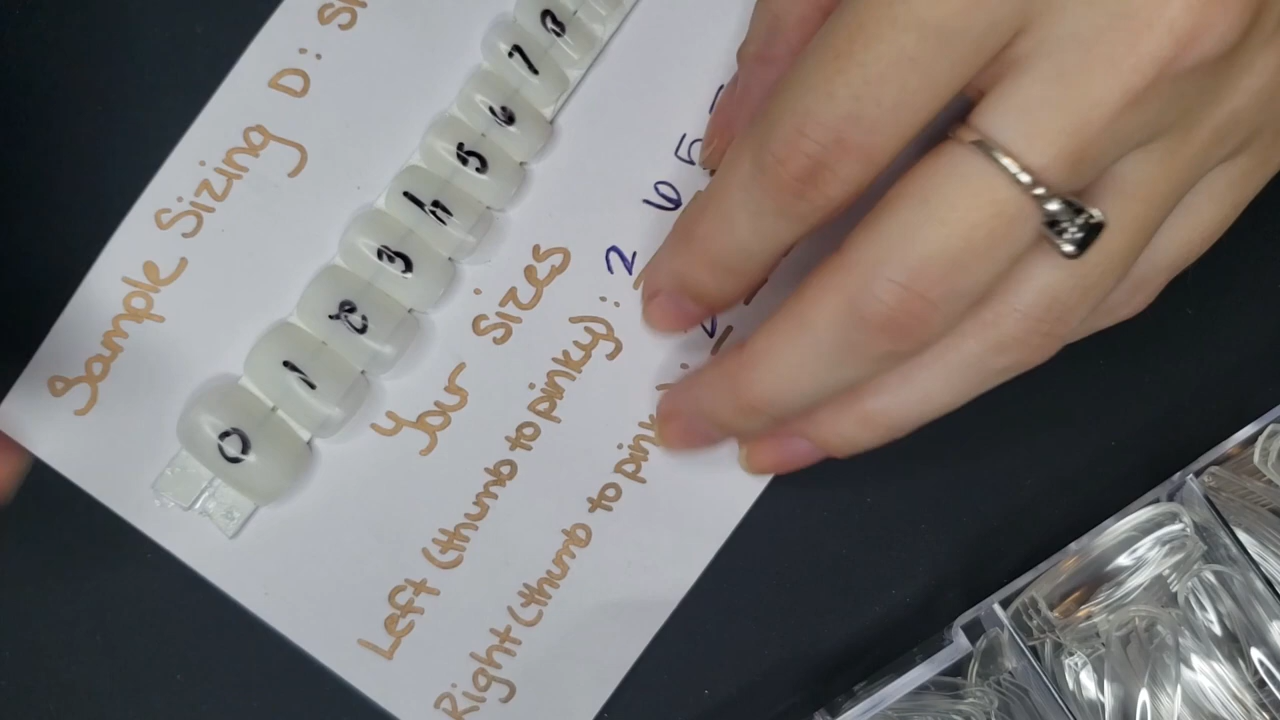 Sample Sizing D:
0 1 2 3 4 5 6 7 8
Your Sizes
Left (thumb to pinky): 2 6 5
Right (thumb to pinky):